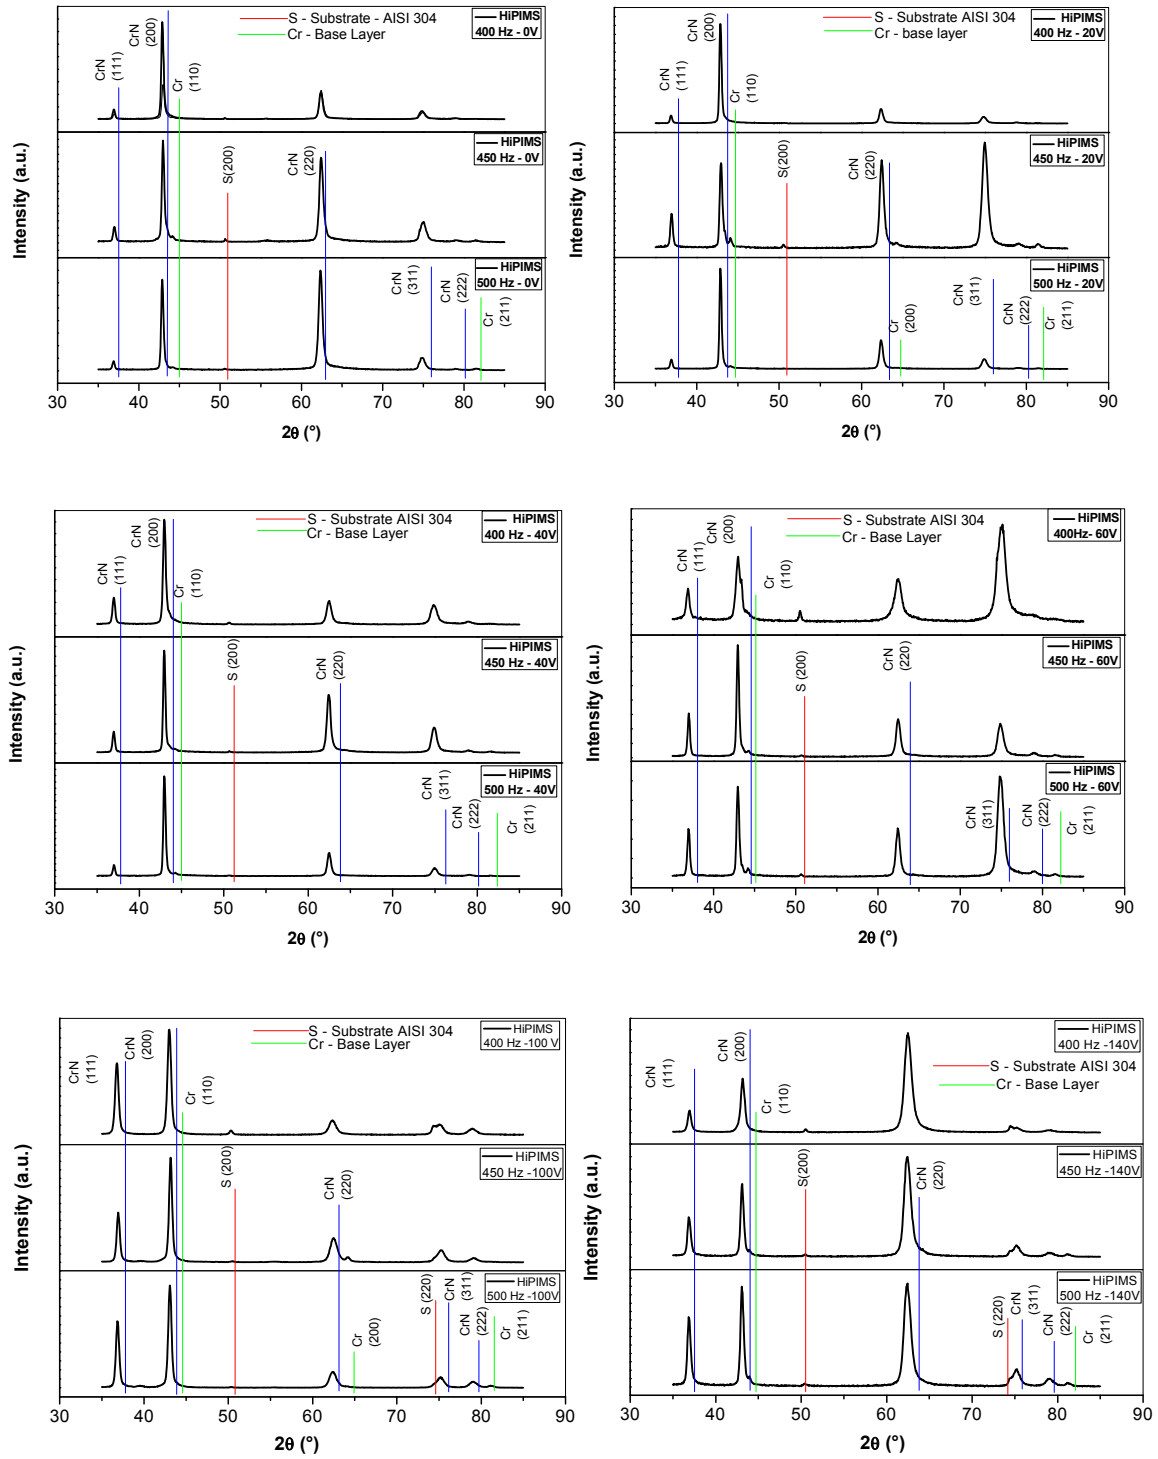 S - Substrate - AISI 304
Cr - Base Layer
HiPIMS
400 Hz - 0V
CrN
(111)
CrN
(200)
Cr
(110)
HiPIMS
450 Hz - 0V
S(200)
CrN
(220)
HiPIMS
500 Hz - 0V
CrN
(311)
CrN
(222)
Cr
(211)
Intensity (a.u.)
30 40 50 60 70 80 90
2θ (°)
S - Substrate AISI 304
Cr - base layer
HiPIMS
400 Hz - 20V
CrN
(111)
CrN
(200)
Cr
(110)
HiPIMS
450 Hz - 20V
S(200)
CrN
(220)
HiPIMS
500 Hz - 20V
Cr
(200)
CrN
(311)
CrN
(222)
Cr
(211)
Intensity (a.u.)
30 40 50 60 70 80 90
2θ (°)
S - Substrate AISI 304
Cr - Base Layer
HiPIMS
400 Hz - 40V
CrN
(111)
CrN
(200)
Cr
(110)
HiPIMS
450 Hz - 40V
S (200)
CrN
(220)
HiPIMS
500 Hz - 40V
CrN
(311)
CrN
(222)
Cr
(211)
Intensity (a.u.)
30 40 50 60 70 80 90
2θ (°)
S - Substrate AISI 304
Cr - Base Layer
HiPIMS
400Hz- 60V
CrN
(111)
CrN
(200)
Cr
(110)
HiPIMS
450 Hz - 60V
S (200)
CrN
(220)
HiPIMS
500 Hz - 60V
CrN
(311)
CrN
(222)
Cr
(211)
Intensity (a.u.)
30 40 50 60 70 80 90
2θ (°)
S - Substrate AISI 304
Cr - Base Layer
HiPIMS
400 Hz -100 V
CrN
(111)
CrN
(200)
Cr
(110)
HiPIMS
450 Hz -100V
S (200)
CrN
(220)
HiPIMS
500 Hz -100V
Cr
(200)
S (220)
CrN
(311)
CrN
(222)
Cr
(211)
Intensity (a.u.)
30 40 50 60 70 80 90
2θ (°)
HiPIMS
400 Hz -140V
S - Substrate AISI 304
Cr - Base Layer
CrN
(111)
CrN
(200)
Cr
(110)
HiPIMS
450 Hz -140V
S(200)
CrN
(220)
HiPIMS
500 Hz -140V
S (220)
CrN
(311)
CrN
(222)
Cr
(211)
Intensity (a.u.)
30 40 50 60 70 80 90
2θ (°)